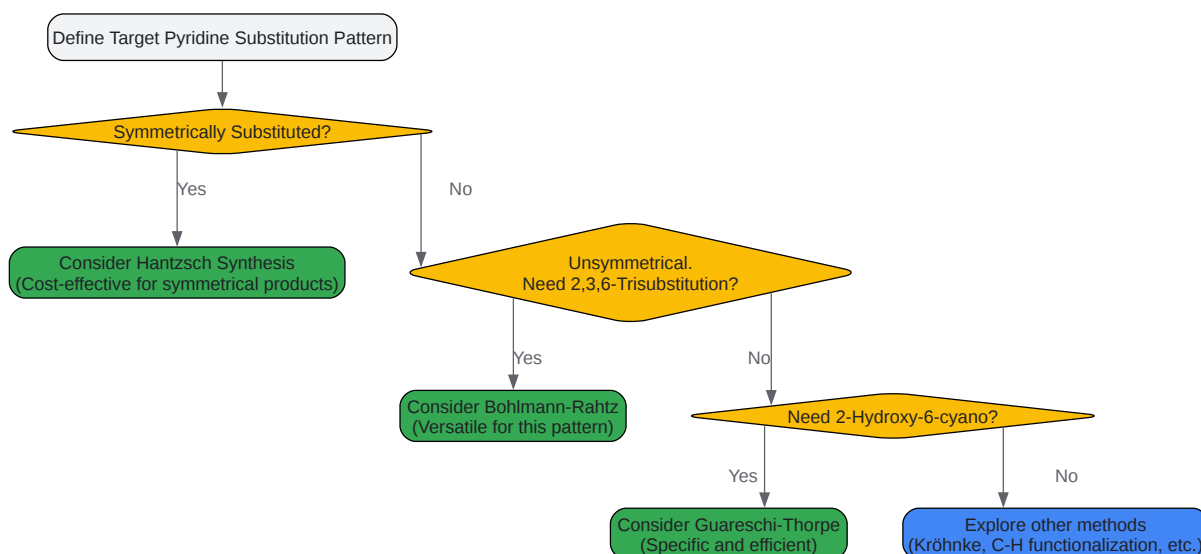 Define Target Pyridine Substitution Pattern
Symmetrically Substituted?
Yes
No
Consider Hantzsch Synthesis
(Cost-effective for symmetrical products)
Unsymmetrical.
Need 2,3,6-Trisubstitution?
Yes
No
Consider Bohlmann-Rahtz
(Versatile for this pattern)
Need 2-Hydroxy-6-cyano?
Yes
No
Consider Guareschi-Thorpe
(Specific and efficient)
Explore other methods
(Kröhnke, C-H functionalization, etc.)